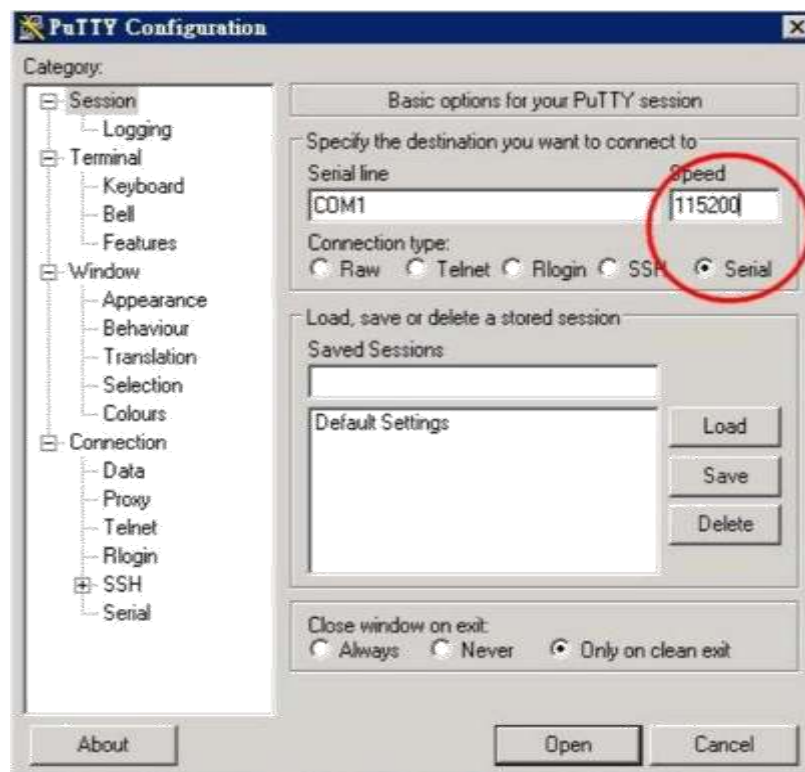 PuTTY Configuration
Category:
Session
Logging
Terminal
Keyboard
Bell
Features
Window
Appearance
Behaviour
Translation
Selection
Colours
Connection
Data
Proxy
Telnet
Rlogin
SSH
Serial
Basic options for your PuTTY session
Specify the destination you want to connect to
Serial line Speed
COM1 115200
Connection type:
Raw Telnet Rlogin SSH Serial
Load, save or delete a stored session
Saved Sessions
Default Settings
Load
Save
Delete
Close window on exit:
Always Never Only on clean exit
About Open Cancel